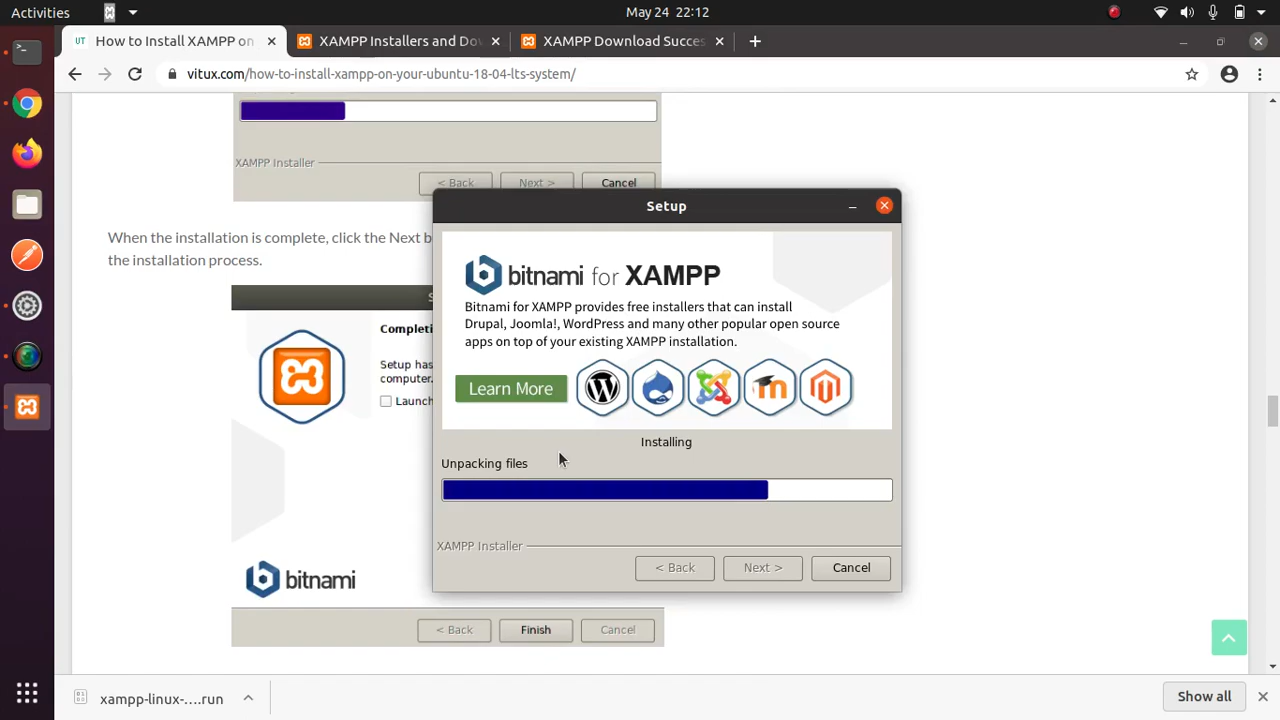 Activities
May 24 22:12
UT How to Install XAMPP on
XAMPP Installers and Do
XAMPP Download Succes
vitux.com/how-to-install-xampp-on-your-ubuntu-18-04-lts-system/
XAMPP Installer
< Back
Next >
Cancel
When the installation is complete, click the Next b
the installation process.
Completi
Setup has
computer.
Launch
bitnami
< Back
Finish
Cancel
Setup
bitnami for XAMPP
Bitnami for XAMPP provides free installers that can install
Drupal, Joomla!, WordPress and many other popular open source
apps on top of your existing XAMPP installation.
Learn More
Installing
Unpacking files
XAMPP Installer
< Back
Next >
Cancel
xampp-linux-....run
Show all